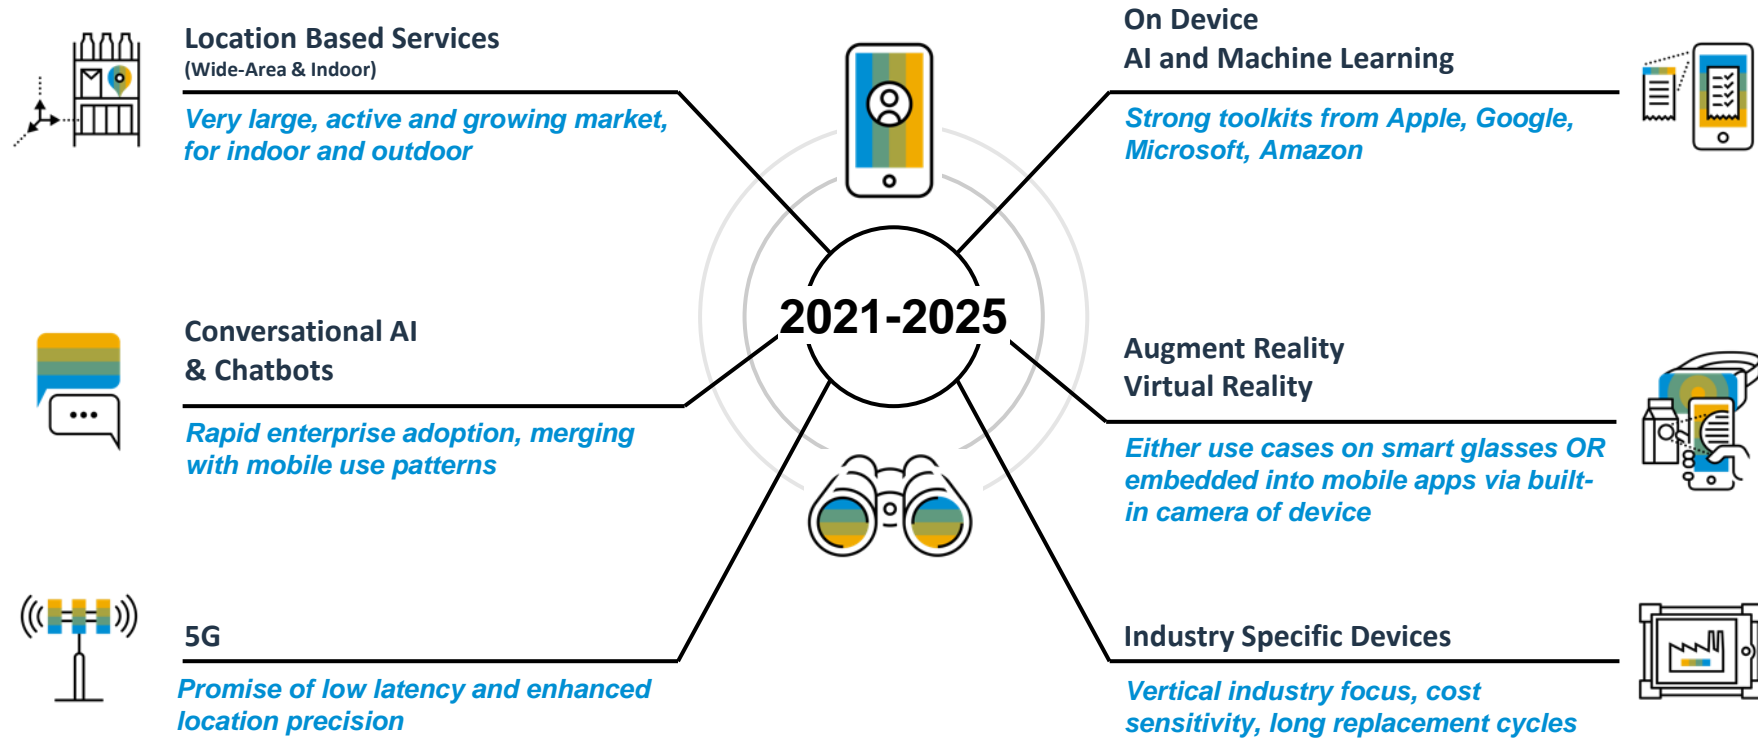 Location Based Services
(Wide-Area & Indoor)
Very large, active and growing market,
for indoor and outdoor
Conversational AI
& Chatbots
Rapid enterprise adoption, merging
with mobile use patterns
5G
Promise of low latency and enhanced
location precision
2021-2025
On Device
AI and Machine Learning
Strong toolkits from Apple, Google,
Microsoft, Amazon
Augment Reality
Virtual Reality
Either use cases on smart glasses OR
embedded into mobile apps via built-
in camera of device
Industry Specific Devices
Vertical industry focus, cost
sensitivity, long replacement cycles